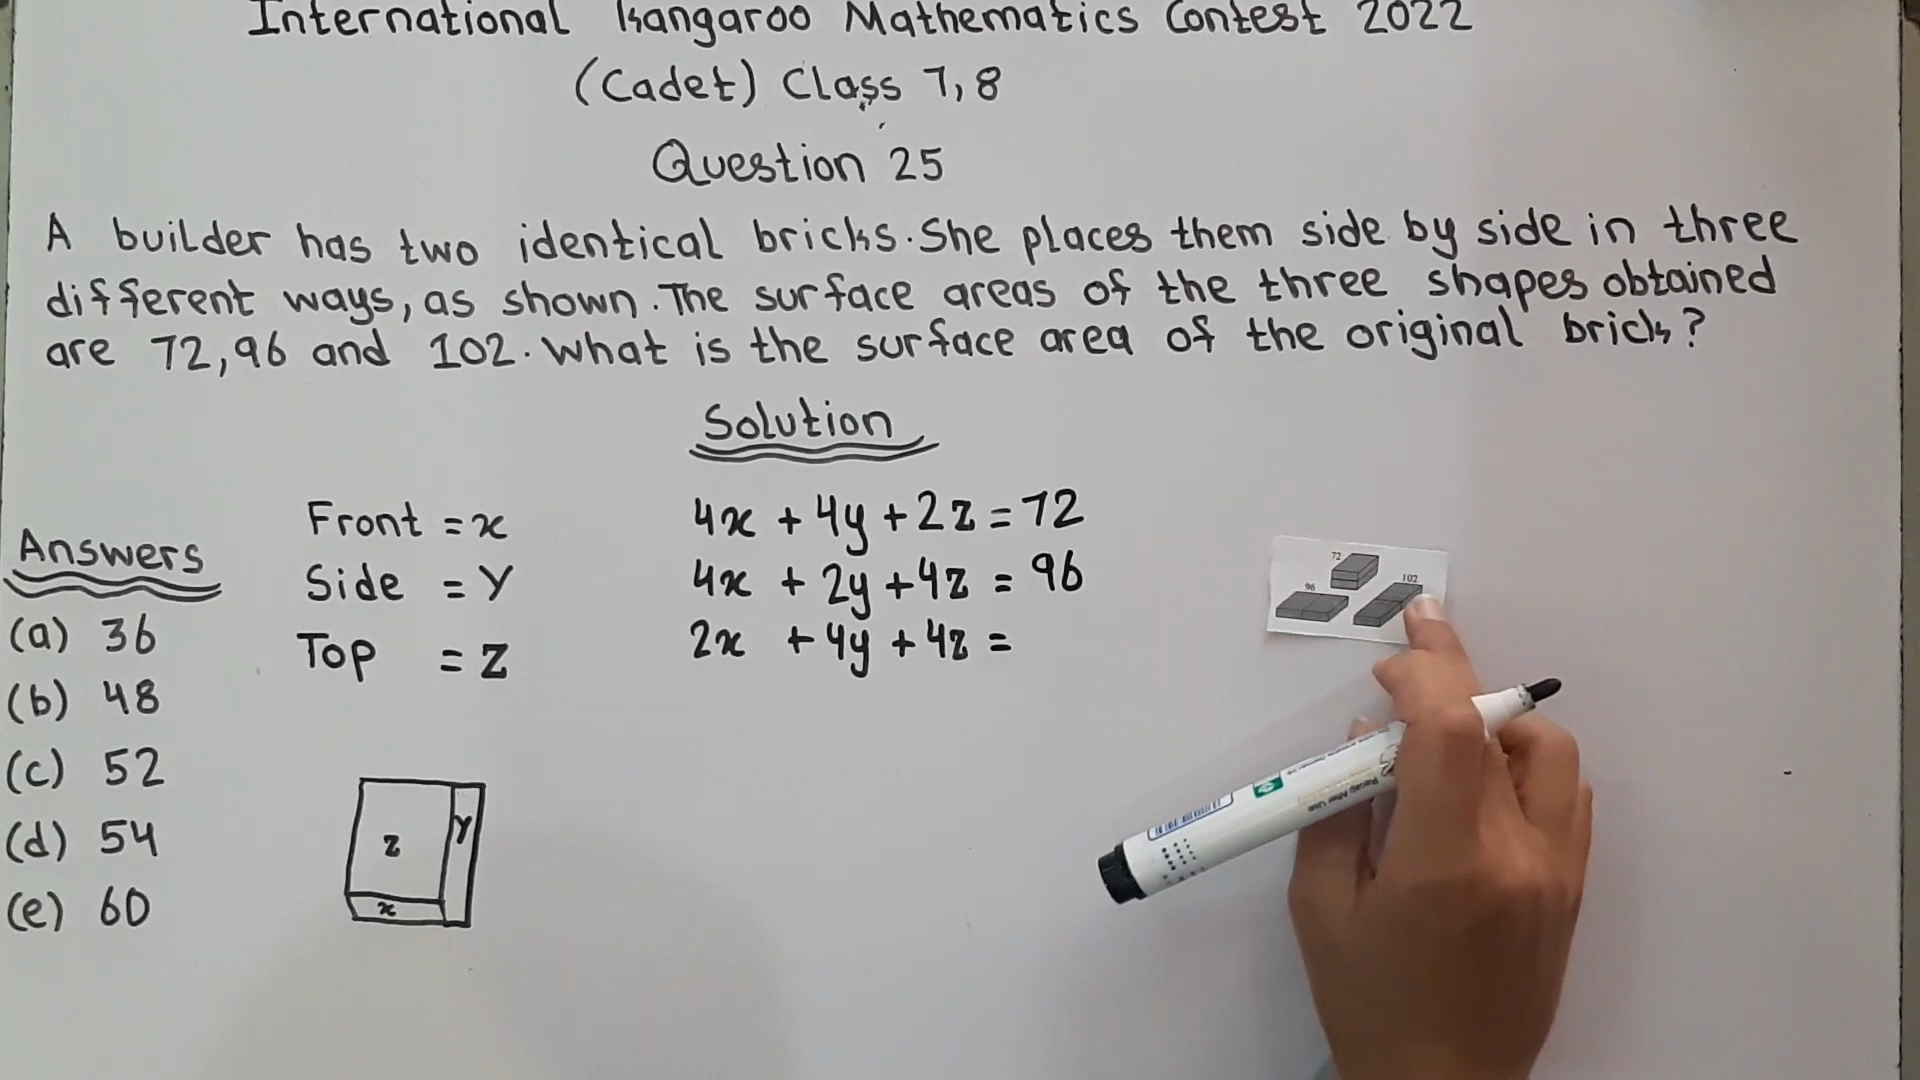 International Kangaroo Mathematics Contest 2022
(Cadet) Class 7,8
Question 25
A builder has two identical bricks. She places them side by side in three
different ways, as shown. The surface areas of the three shapes obtained
are 72,96 and 102. What is the surface area of the original brick?
Solution
Answers
(a) 36
(b) 48
(c) 52
(d) 54
(e) 60
Front = x
Side = Y
Top = Z
4x + 4y + 2z = 72
4x + 2y + 4z = 96
2x + 4y + 4z =
72
96
102
z
Y
x